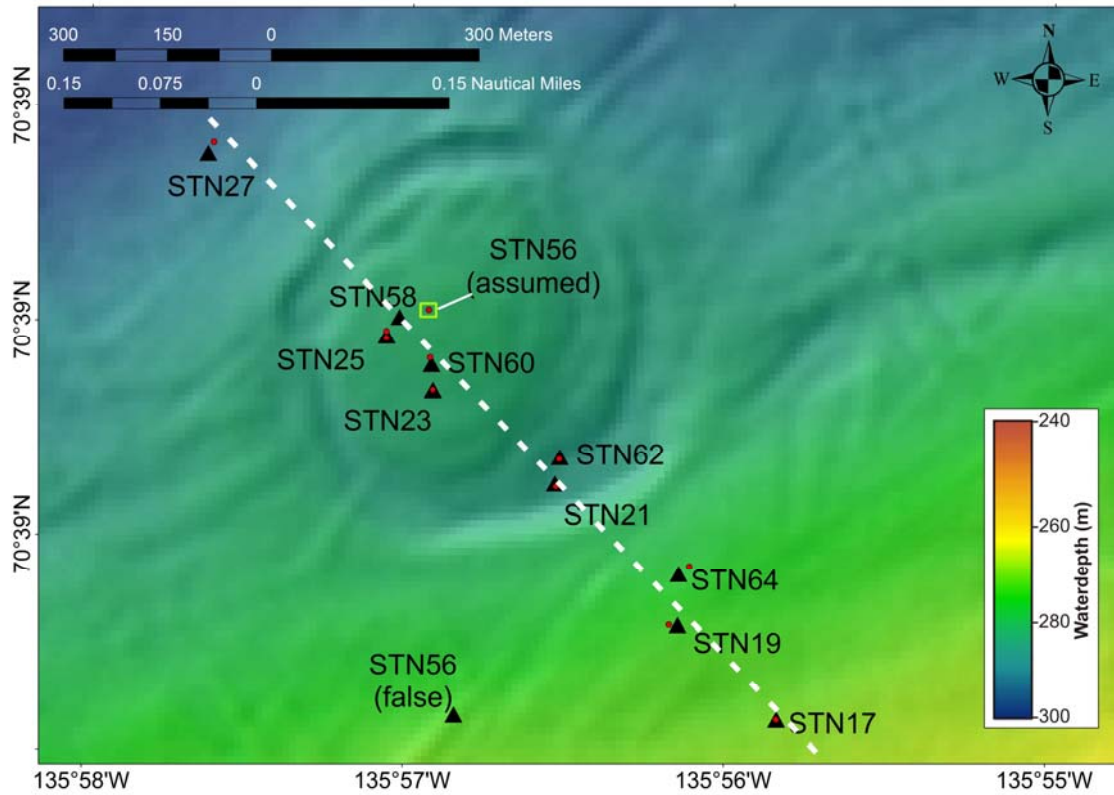 300 150 0 300 Meters
0.15 0.075 0 0.15 Nautical Miles
N
W E
S
70°39'N
STN27
STN56
(assumed)
STN58
70°39'N
STN25
STN60
STN23
STN62
STN21
70°39'N
STN64
STN19
STN56
(false)
STN17
240
260
280
300
Waterdepth (m)
135°58'W 135°57'W 135°56'W 135°55'W